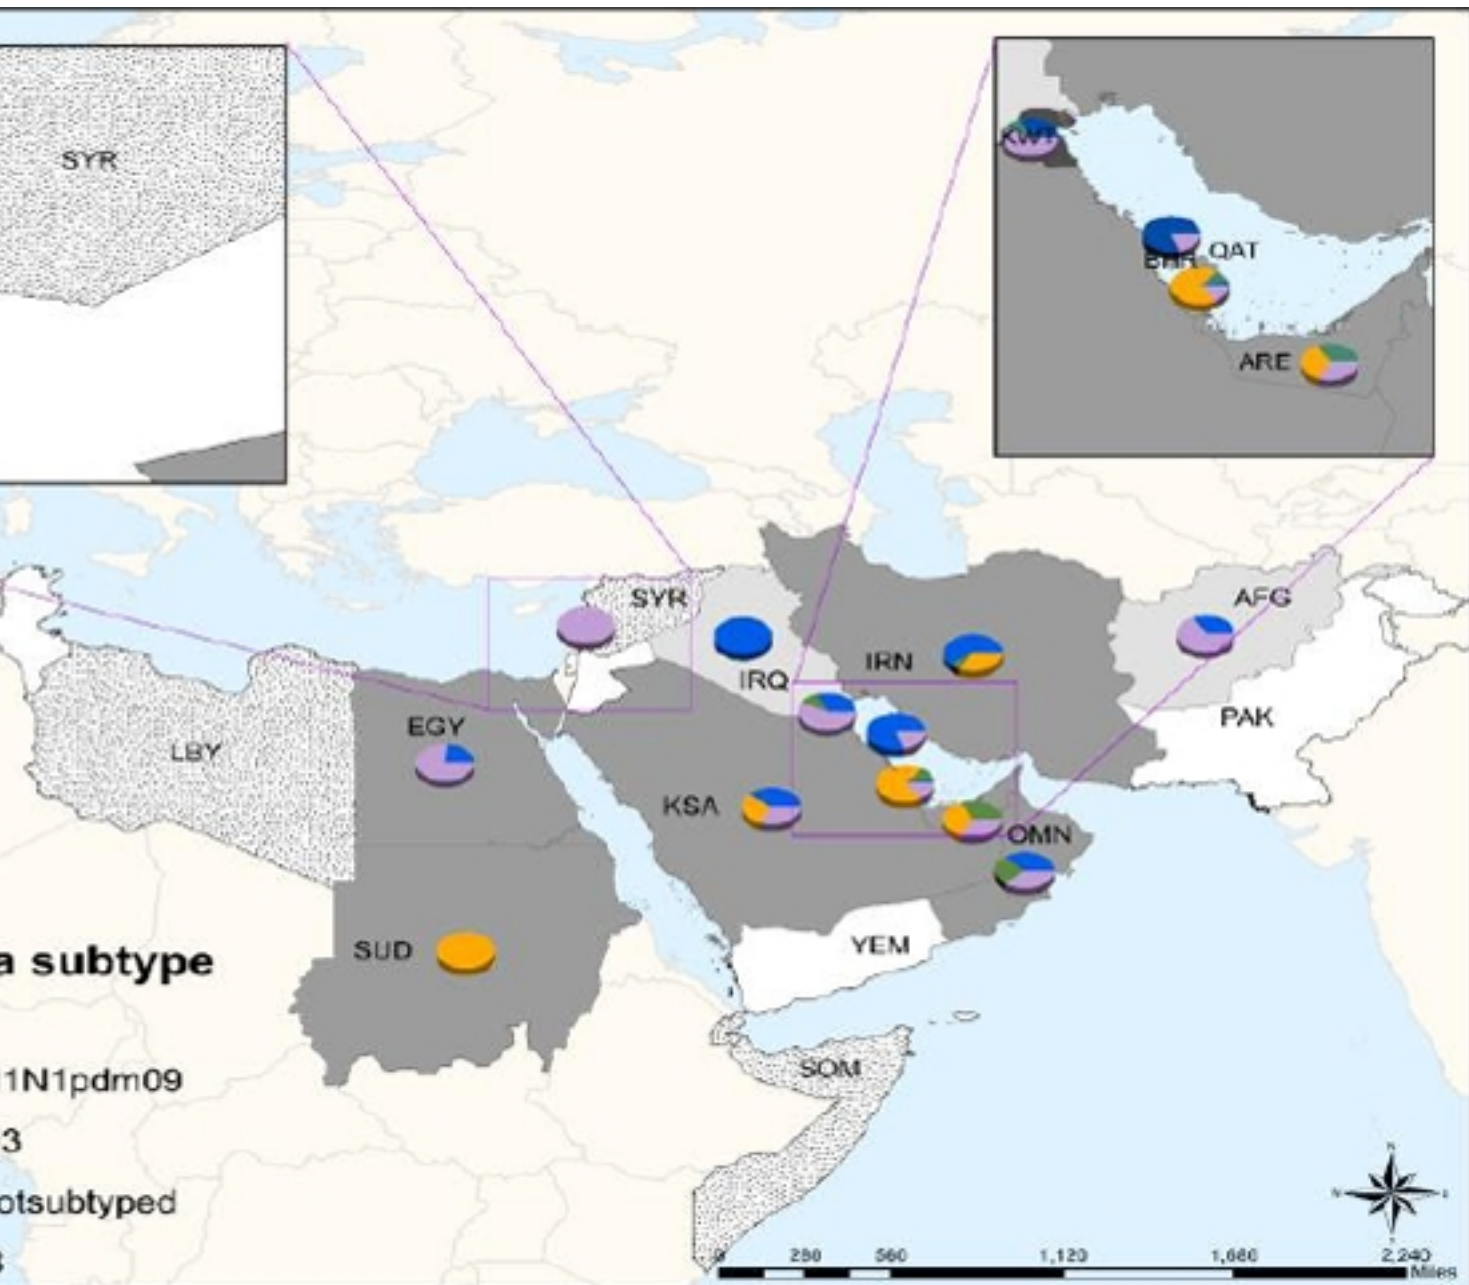 SYR
KWT
QAT
BHR
ARE
SYR
AFG
IRN
IRQ
PAK
EGY
LBY
KSA
OMN
SUD
YEM
a subtype
1N1pdm09
3
otsubtyped
SOM
N
0 280 560 1,120 1,680 2,240
Miles